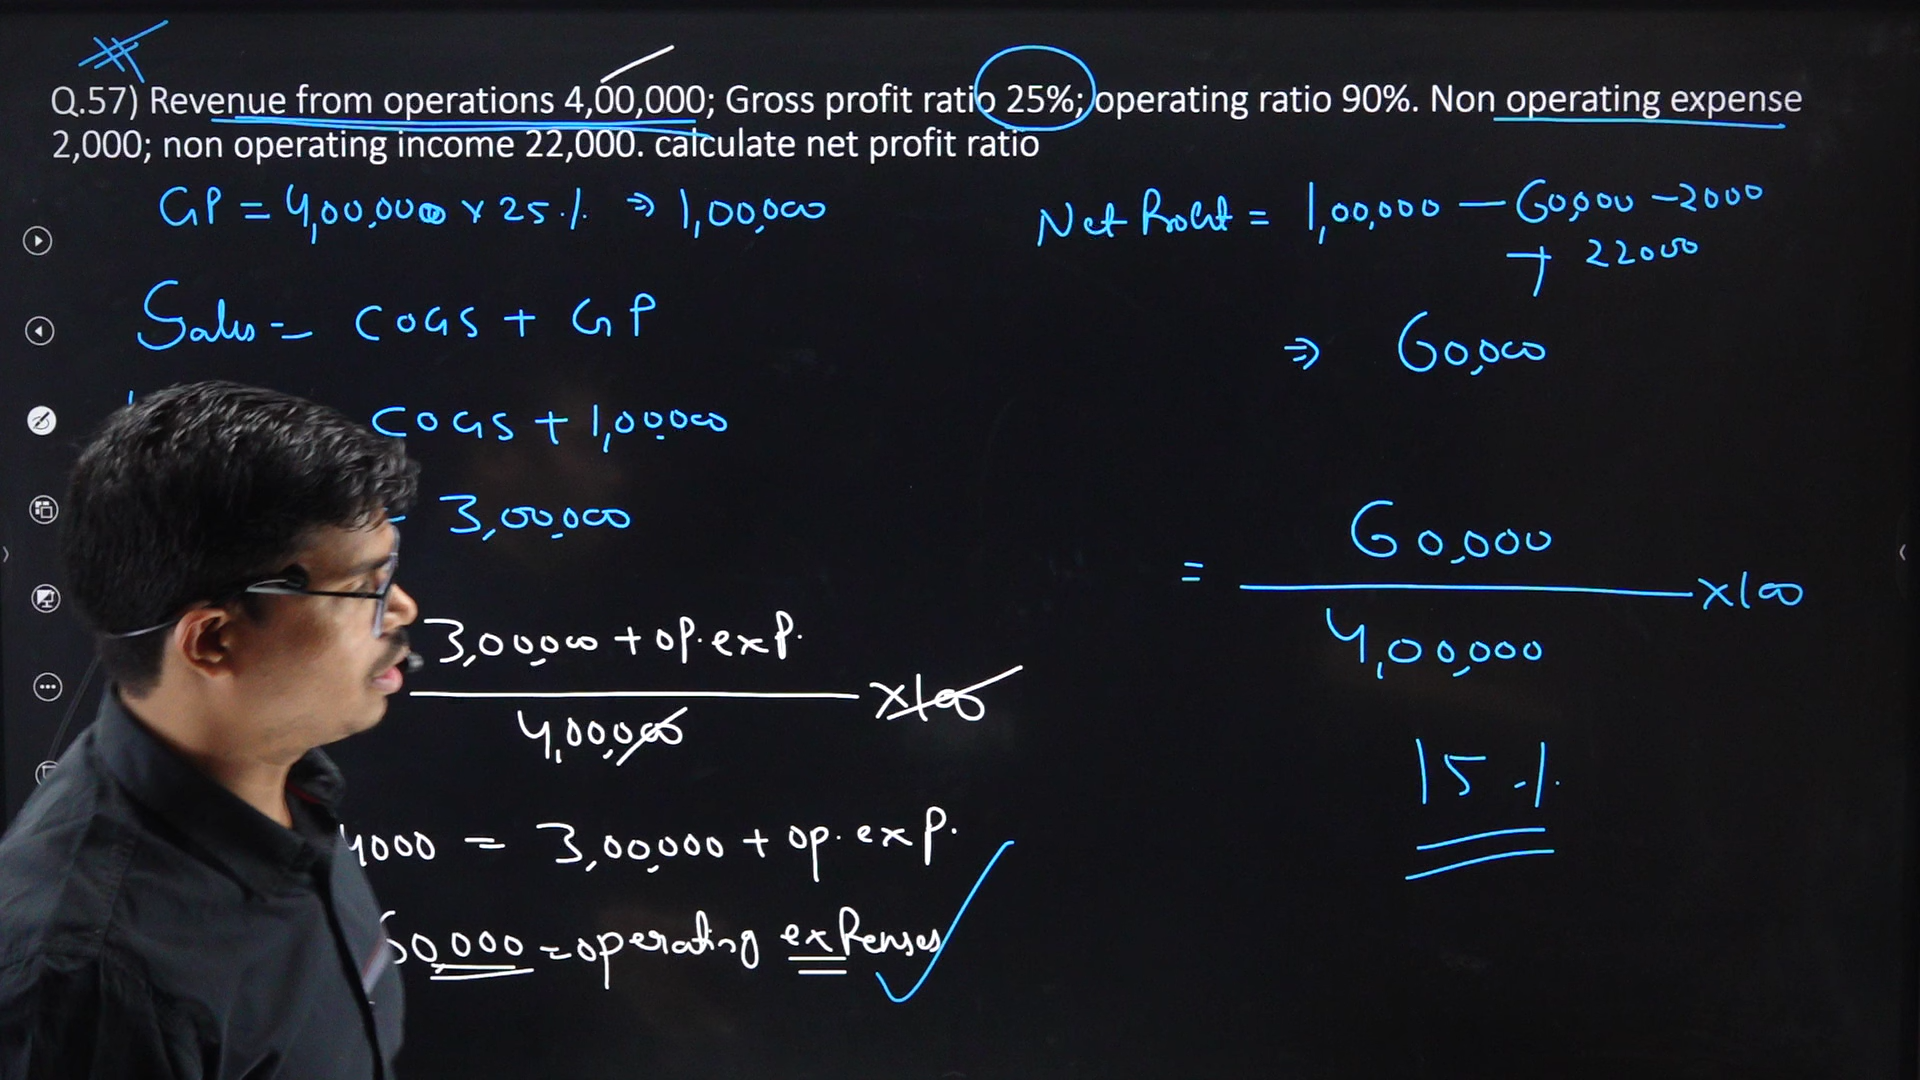 Q.57) Revenue from operations 4,00,000; Gross profit ratio 25%; operating ratio 90%. Non operating expense
2,000; non operating income 22,000. calculate net profit ratio
GP = 4,00,000 × 25% ⇒ 1,00,000
Sales = COGS + GP
COGS + 1,00,000
= 3,00,000
3,00,000 + op. exp.
4,00,000 ×100
4000 = 3,00,000 + op. exp.
60,000 = operating expenses
Net Profit = 1,00,000 – 60,000 – 2000
+ 22000
⇒ 60,000
= 60,000
4,00,000 ×100
15%